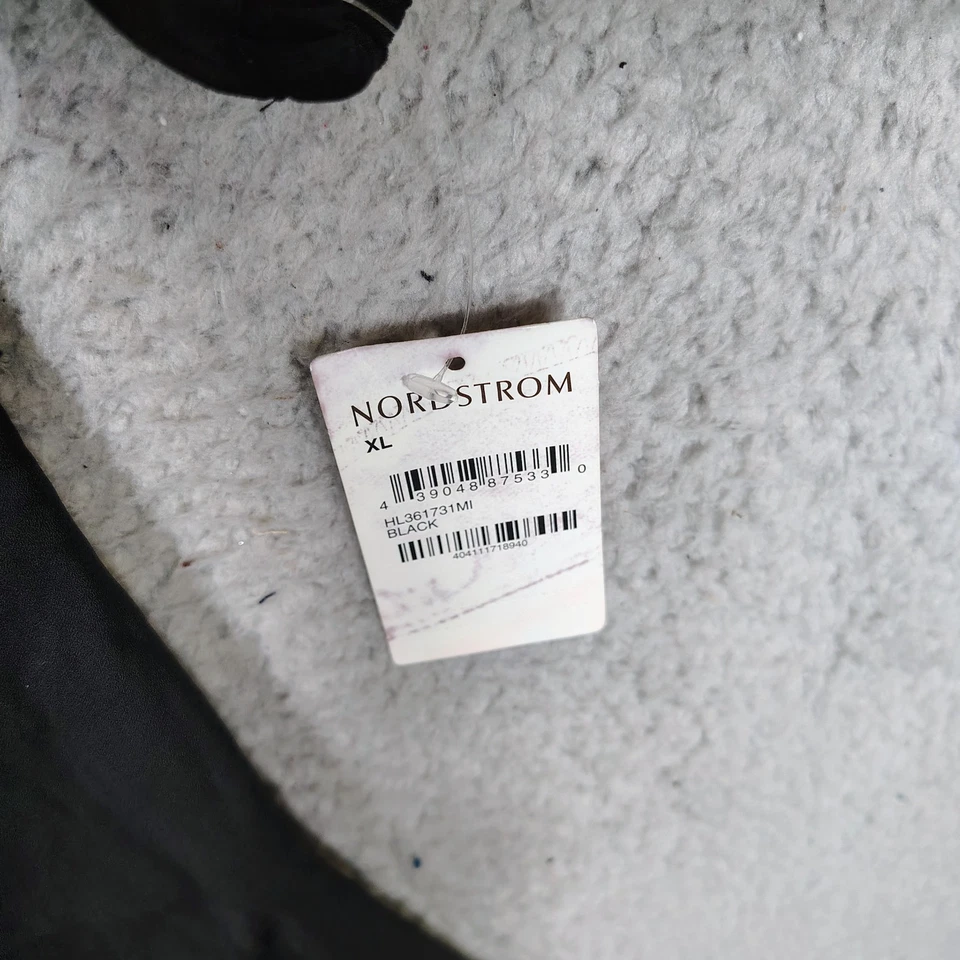 NORDSTROM
XL
4 39048 87533 0
HL361731MI
BLACK
404111718940